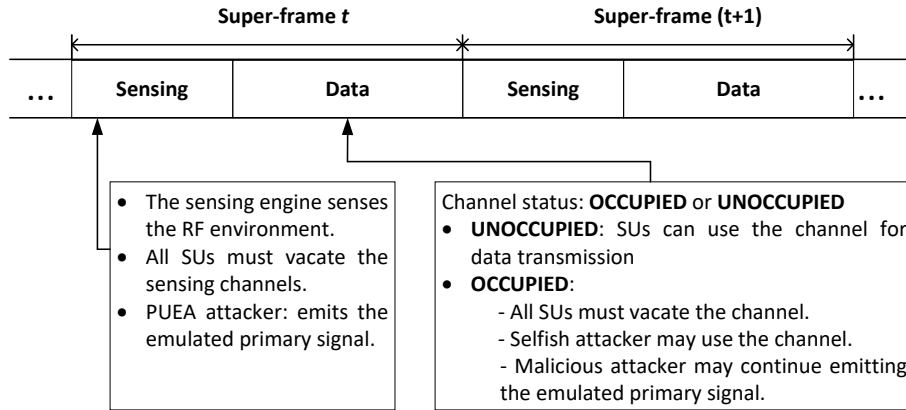 Super-frame t Super-frame (t+1)
... Sensing Data Sensing Data ...
• The sensing engine senses
the RF environment.
• All SUs must vacate the
sensing channels.
• PUEA attacker: emits the
emulated primary signal.
Channel status: OCCUPIED or UNOCCUPIED
• UNOCCUPIED: SUs can use the channel for
data transmission
• OCCUPIED:
- All SUs must vacate the channel.
- Selfish attacker may use the channel.
- Malicious attacker may continue emitting
the emulated primary signal.